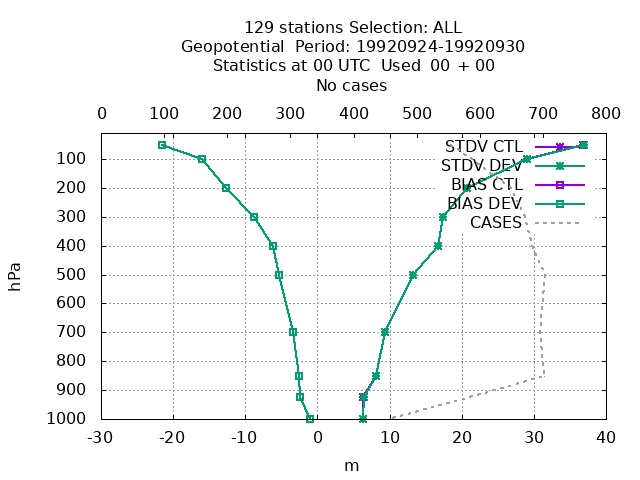 129 stations Selection: ALL
Geopotential Period: 19920924-19920930
Statistics at 00 UTC Used 00 + 00
No cases
0 100 200 300 400 500 600 700 800
STDV CTL
STDV DEV
BIAS CTL
BIAS DEV
CASES
100
200
300
400
500
600
700
800
900
1000
hPa
-30 -20 -10 0 10 20 30 40
m